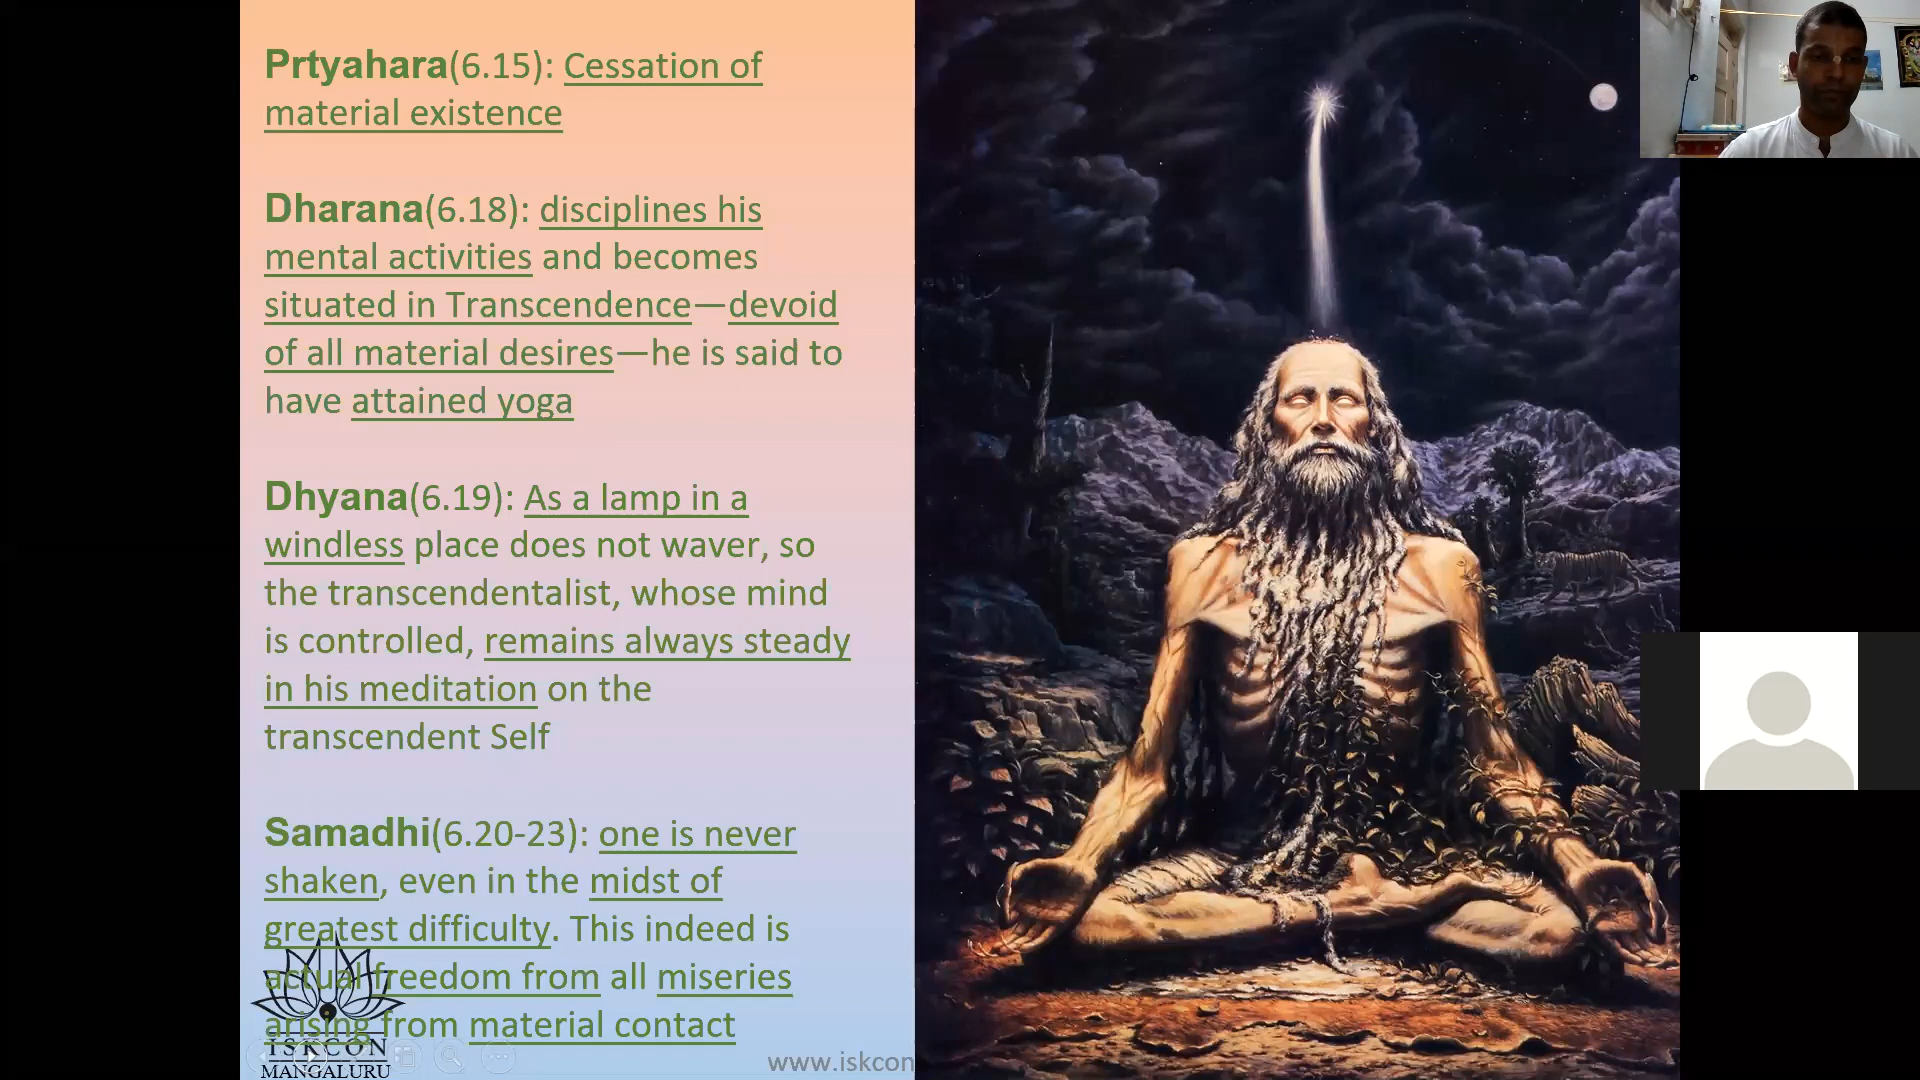 Prtyahara(6.15): Cessation of
material existence
Dharana(6.18): disciplines his
mental activities and becomes
situated in Transcendence—devoid
of all material desires—he is said to
have attained yoga
Dhyana(6.19): As a lamp in a
windless place does not waver, so
the transcendentalist, whose mind
is controlled, remains always steady
in his meditation on the
transcendent Self
Samadhi(6.20-23): one is never
shaken, even in the midst of
greatest difficulty. This indeed is
actual freedom from all miseries
arising from material contact
ISKCON
MANGALURU
www.iskcon